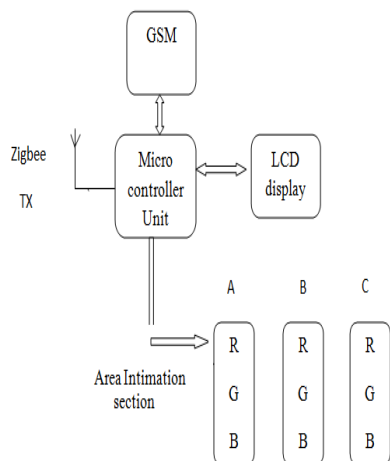 GSM
Zigbee
TX
Micro
controller
Unit
LCD
display
A B C
Area Intimation
section
R R R
G G G
B B B